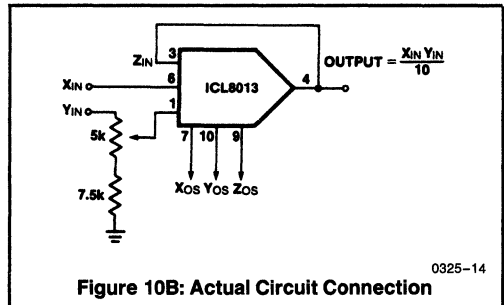 ZIN 3
XIN 6
YIN 1
ICL8013
4
OUTPUT = XIN YIN
10
5k
7 10 9
7.5k
XOS YOS ZOS
0325–14
Figure 10B: Actual Circuit Connection